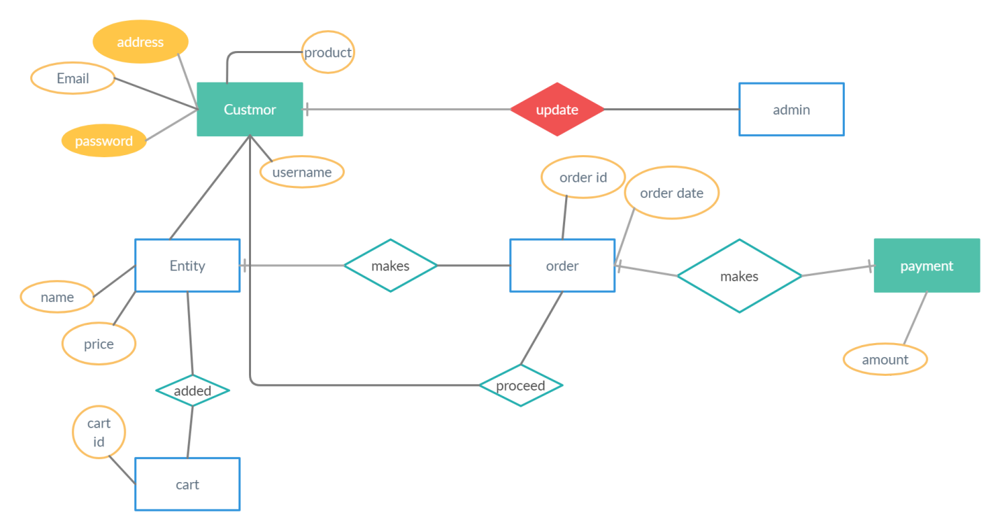 address
product
Email
Custmor
update
admin
password
username
order id
order date
Entity
makes
order
makes
payment
name
price
amount
added
proceed
cart
id
cart